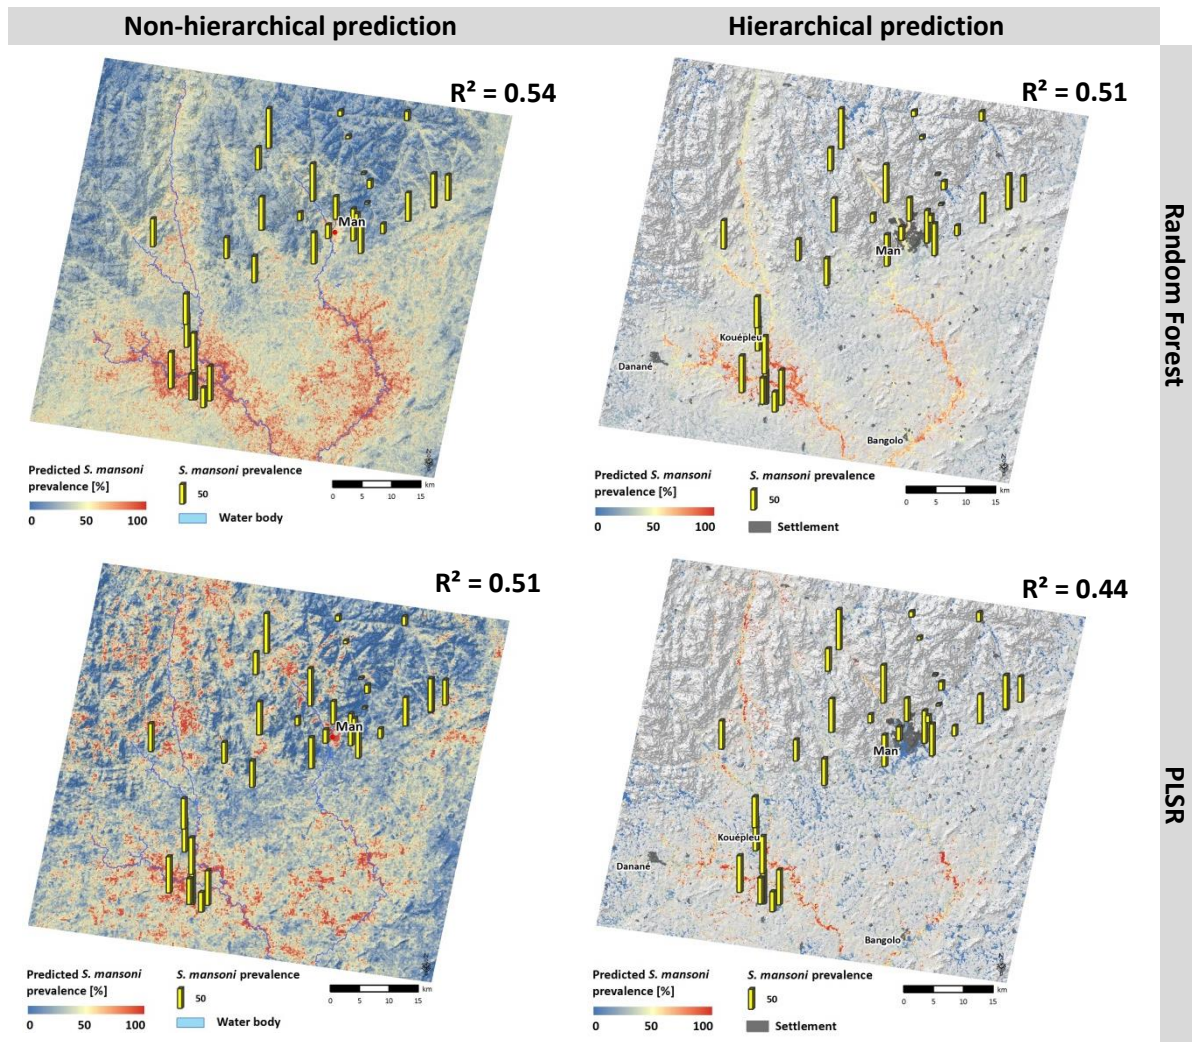 Non-hierarchical prediction
Hierarchical prediction
Random Forest
PLSR
R² = 0.54
Man
Predicted S. mansoni
prevalence [%]
0 50 100
S. mansoni prevalence
50
Water body
km
0 5 10 15
R² = 0.51
Man
Kouépleu
Danané
Bangolo
Predicted S. mansoni
prevalence [%]
0 50 100
S. mansoni prevalence
50
Settlement
km
0 5 10 15
R² = 0.51
Man
Predicted S. mansoni
prevalence [%]
0 50 100
S. mansoni prevalence
50
Water body
km
0 5 10 15
R² = 0.44
Man
Kouépleu
Danané
Bangolo
Predicted S. mansoni
prevalence [%]
0 50 100
S. mansoni prevalence
50
Settlement
km
0 5 10 15